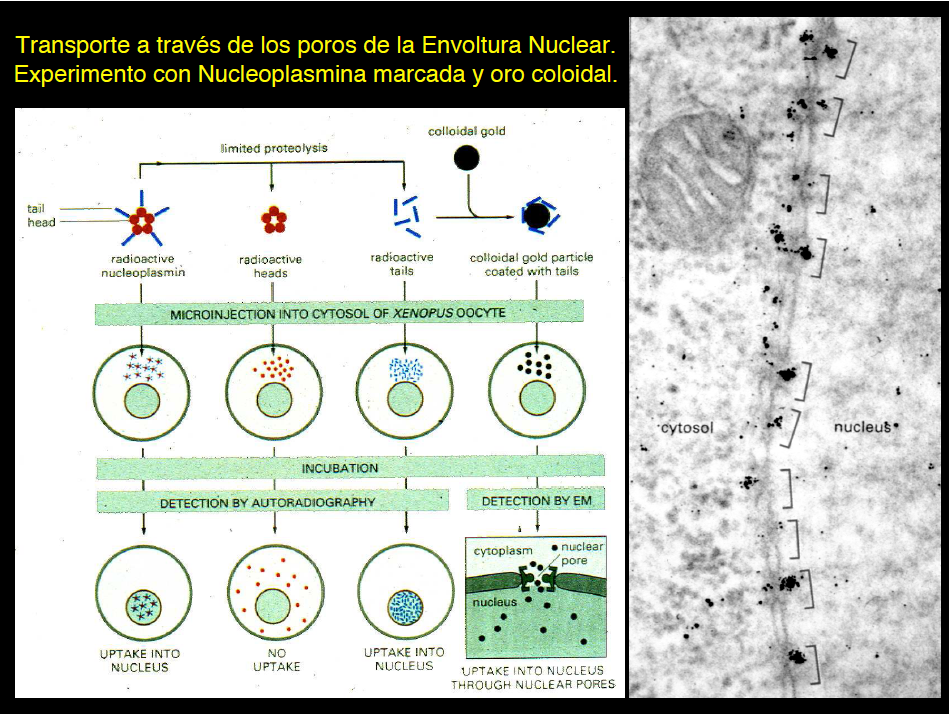 Transporte a través de los poros de la Envoltura Nuclear.
Experimento con Nucleoplasmina marcada y oro coloidal.
colloidal gold
limited proteolysis
tail
head
radioactive
nucleoplasmin
radioactive
heads
radioactive
tails
colloidal gold particle
coated with tails
MICROINJECTION INTO CYTOSOL OF XENOPUS OOCYTE
INCUBATION
DETECTION BY AUTORADIOGRAPHY
DETECTION BY EM
cytoplasm
nuclear
pore
nucleus
UPTAKE INTO
NUCLEUS
NO
UPTAKE
UPTAKE INTO
NUCLEUS
UPTAKE INTO NUCLEUS
THROUGH NUCLEAR PORES
cytosol
nucleus